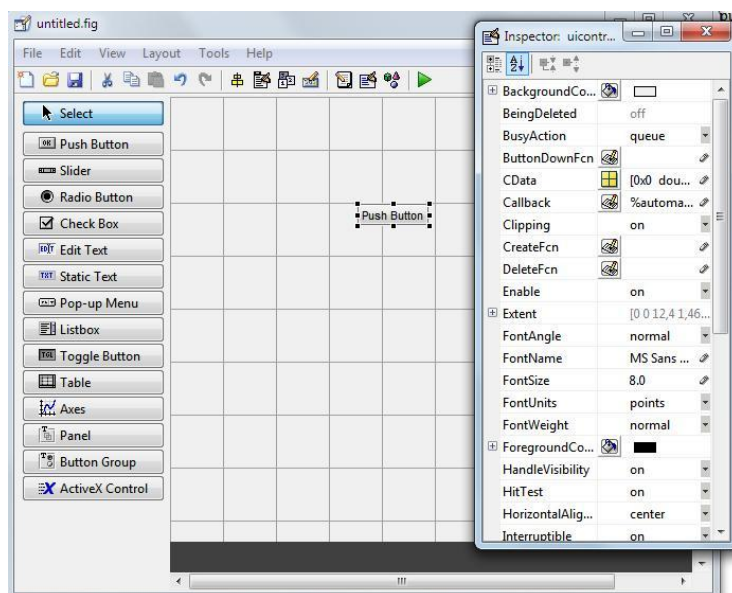 untitled.fig
File Edit View Layout Tools Help
Select
OK Push Button
Slider
Radio Button
Check Box
EDIT Edit Text
TXT Static Text
Pop-up Menu
Listbox
TGL Toggle Button
Table
Axes
Panel
Button Group
ActiveX Control
Push Button
Inspector: uicontr...
BackgroundCo...
BeingDeleted off
BusyAction queue
ButtonDownFcn
CData [0x0 dou...
Callback %automa...
Clipping on
CreateFcn
DeleteFcn
Enable on
Extent [0 0 12,4 1,46...
FontAngle normal
FontName MS Sans ...
FontSize 8.0
FontUnits points
FontWeight normal
ForegroundCo...
HandleVisibility on
HitTest on
HorizontalAlig... center
Interruptible on